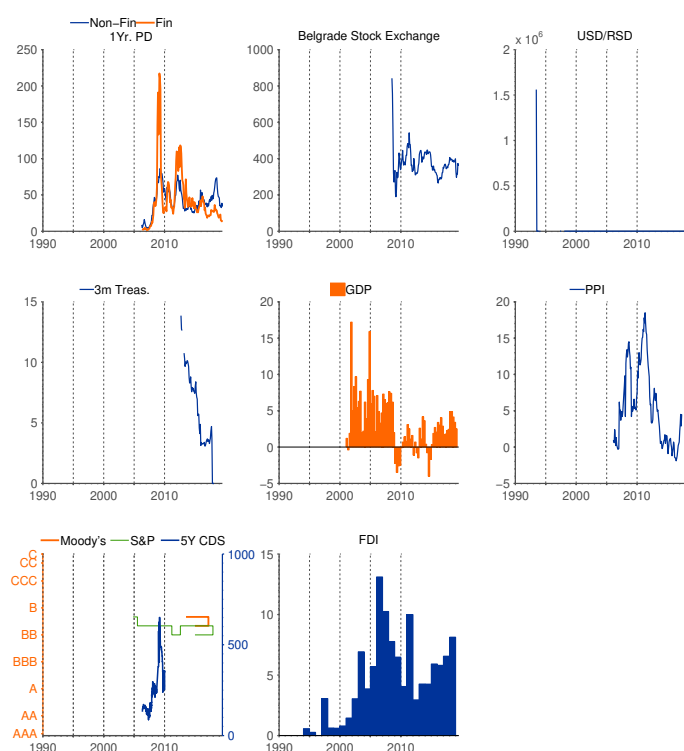 Non−Fin Fin
1Yr. PD
250
200
150
100
50
0
1990 2000 2010
Belgrade Stock Exchange
1000
800
600
400
200
0
1990 2000 2010
USD/RSD
x 10^6
2
1.5
1
0.5
0
1990 2000 2010
3m Treas.
15
10
5
0
1990 2000 2010
GDP
20
15
10
5
0
−5
1990 2000 2010
PPI
20
15
10
5
0
−5
1990 2000 2010
Moody's S&P 5Y CDS
C
CC
CCC
B
BB
BBB
A
AA
AAA
1000
500
0
1990 2000 2010
FDI
15
10
5
0
1990 2000 2010